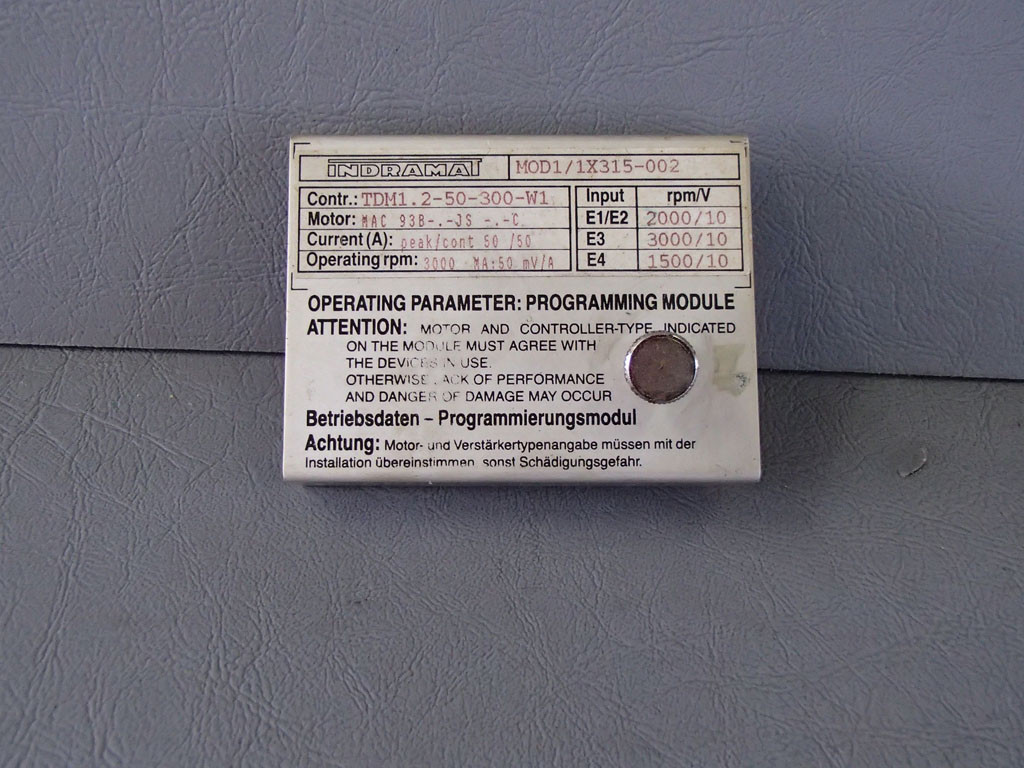 INDRAMAT MOD1/1X315-002
Contr.: TDM1.2-50-300-W1
Motor: MAC 93B-.-JS -.-C
Current (A): peak/cont 50 /50
Operating rpm: 3000 MA:50 mV/A
Input rpm/V
E1/E2 2000/10
E3 3000/10
E4 1500/10
OPERATING PARAMETER: PROGRAMMING MODULE
ATTENTION: MOTOR AND CONTROLLER-TYPE INDICATED
ON THE MODULE MUST AGREE WITH
THE DEVICES IN USE.
OTHERWISE LACK OF PERFORMANCE
AND DANGER OF DAMAGE MAY OCCUR
Betriebsdaten – Programmierungsmodul
Achtung: Motor- und Verstärkertypenangabe müssen mit der
Installation übereinstimmen, sonst Schädigungsgefahr.